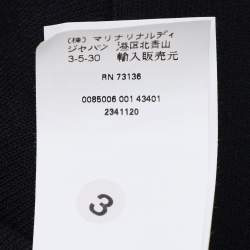 (株) マリナリナルディ
ジャパン 港区北青山
3-5-30 輸入販売元
RN 73136
0085006 001 43401
2341120
3